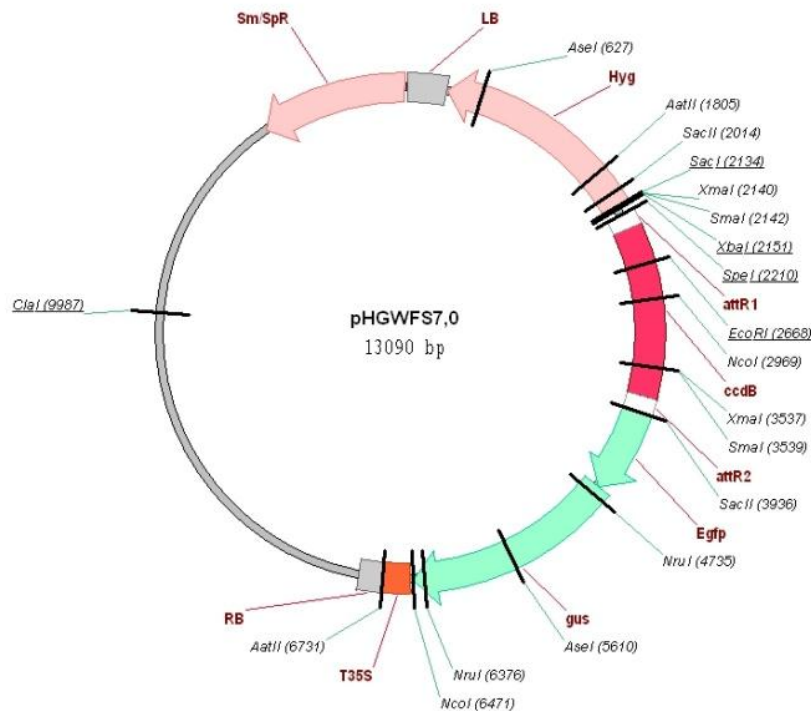 Sm/SpR
LB
AseI (627)
Hyg
AatII (1805)
SacII (2014)
SacI (2134)
XmaI (2140)
SmaI (2142)
XbaI (2151)
SpeI (2210)
attR1
EcoRI (2668)
NcoI (2969)
ccdB
XmaI (3537)
SmaI (3539)
attR2
SacII (3936)
Egfp
NruI (4735)
gus
AseI (5610)
NruI (6376)
NcoI (6471)
T35S
AatII (6731)
RB
ClaI (9987)
pHGWFS7,0
13090 bp